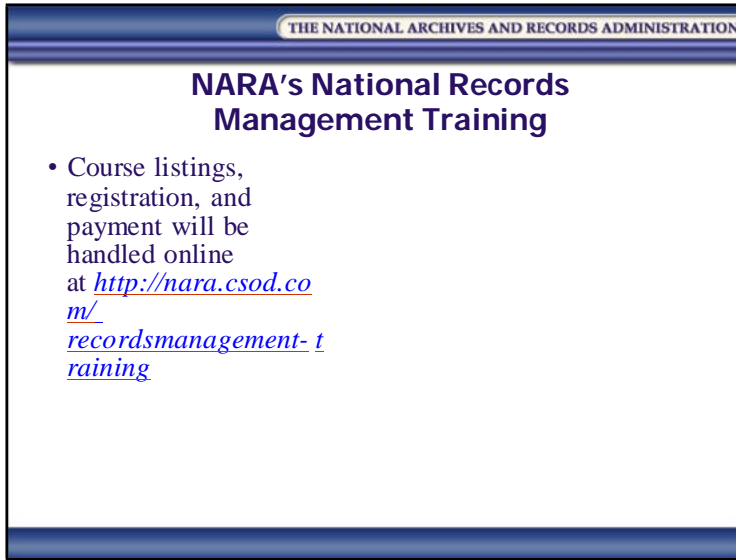 THE NATIONAL ARCHIVES AND RECORDS ADMINISTRATION
NARA's National Records
Management Training
• Course listings,
registration, and
payment will be
handled online
at http://nara.csod.co
m/
recordsmanagement- t
raining